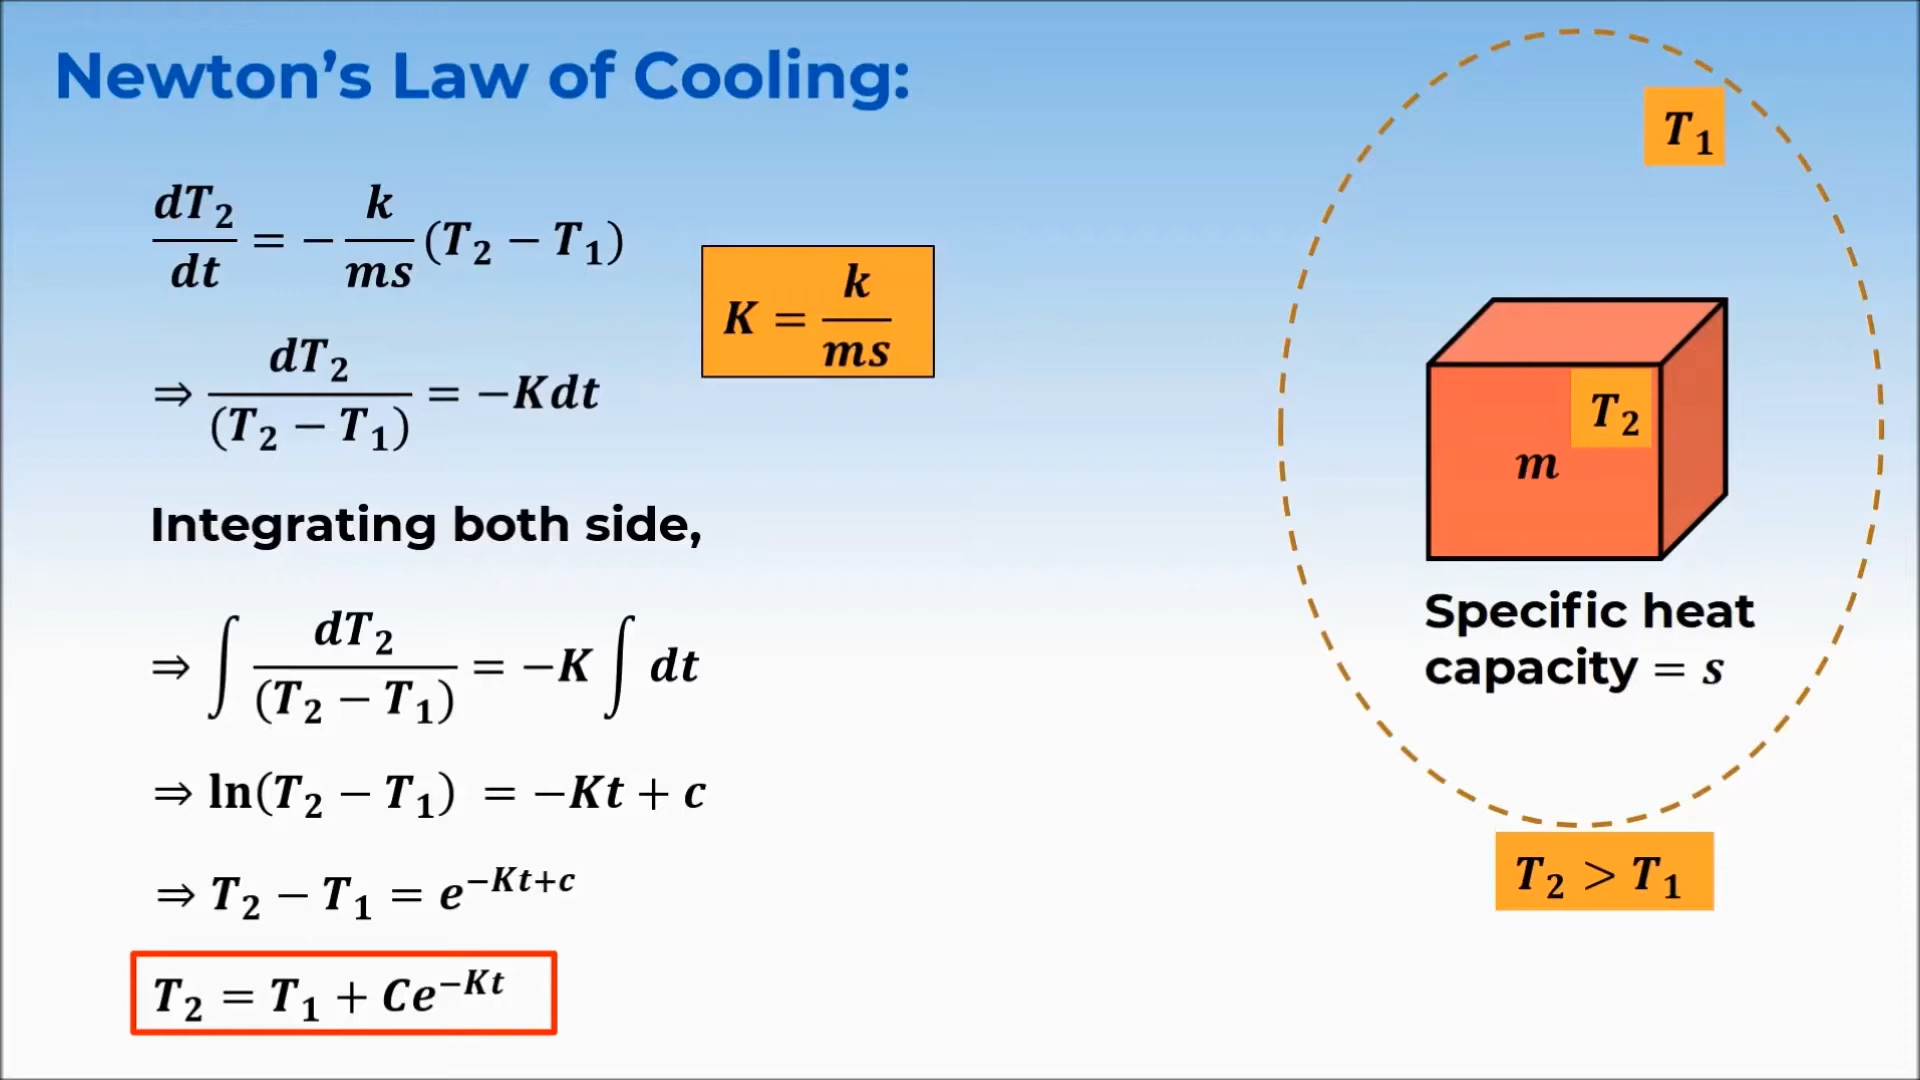 Newton's Law of Cooling:
dT₂/dt = −k/ms (T₂ − T₁)
K = k/ms
⇒ dT₂/(T₂ − T₁) = −Kdt
Integrating both side,
⇒ ∫ dT₂/(T₂ − T₁) = −K ∫ dt
⇒ ln(T₂ − T₁) = −Kt + c
⇒ T₂ − T₁ = e^(−Kt+c)
T₂ = T₁ + Ce^(−Kt)
T₁
T₂
m
Specific heat
capacity = s
T₂ > T₁